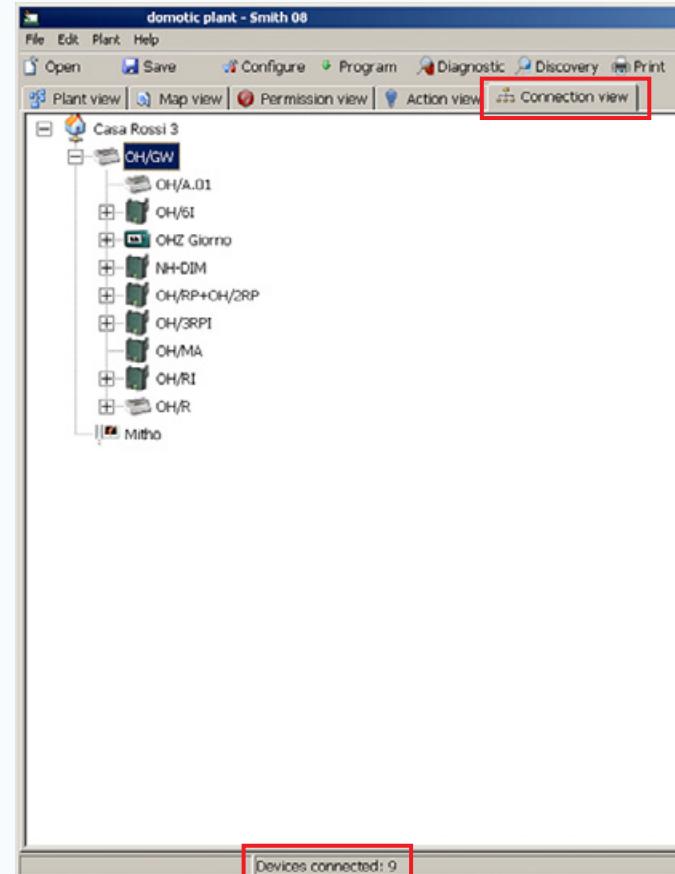 domotic plant - Smith 08
File Edit Plant Help
Open Save Configure Program Diagnostic Discovery Print
Plant view Map view Permission view Action view Connection view
Casa Rossi 3
OH/GW
OH/A.01
OH/6I
OHZ Giorno
NH-DIM
OH/RP+OH/2RP
OH/3RPI
OH/MA
OH/RI
OH/R
Mitho
Devices connected: 9